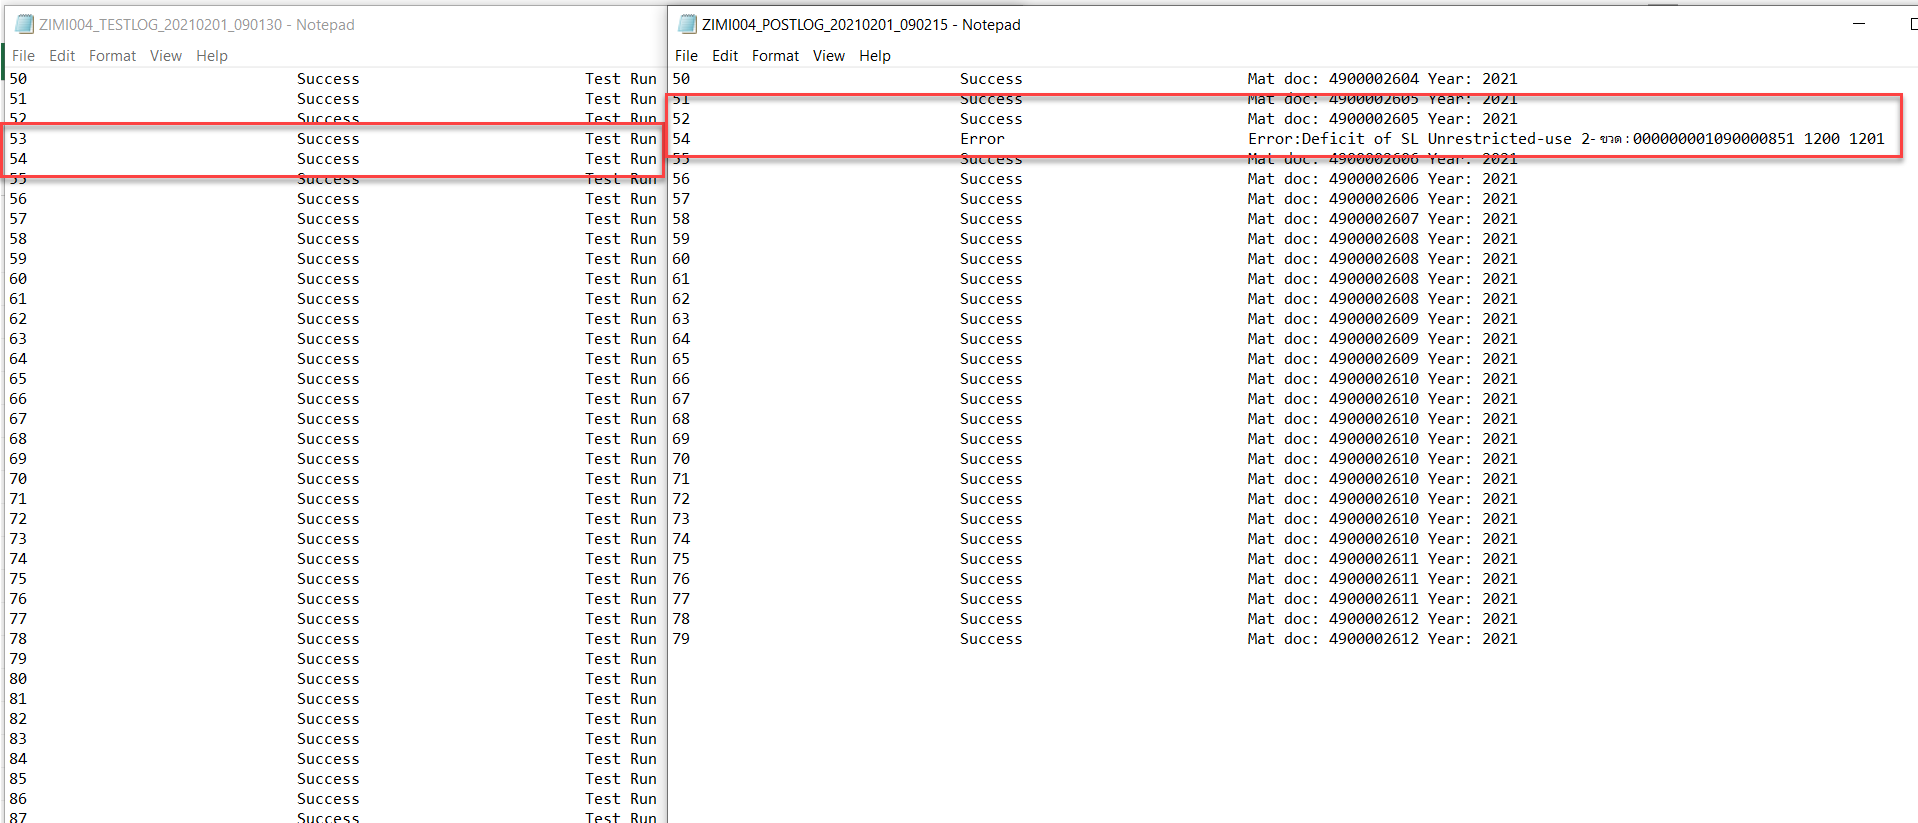 ZIMI004_TESTLOG_20210201_090130 - Notepad
File Edit Format View Help
50 Success Test Run
51 Success Test Run
52 Success Test Run
53 Success Test Run
54 Success Test Run
55 Success Test Run
56 Success Test Run
57 Success Test Run
58 Success Test Run
59 Success Test Run
60 Success Test Run
61 Success Test Run
62 Success Test Run
63 Success Test Run
64 Success Test Run
65 Success Test Run
66 Success Test Run
67 Success Test Run
68 Success Test Run
69 Success Test Run
70 Success Test Run
71 Success Test Run
72 Success Test Run
73 Success Test Run
74 Success Test Run
75 Success Test Run
76 Success Test Run
77 Success Test Run
78 Success Test Run
79 Success Test Run
80 Success Test Run
81 Success Test Run
82 Success Test Run
83 Success Test Run
84 Success Test Run
85 Success Test Run
86 Success Test Run
87 Success Test Run
ZIMI004_POSTLOG_20210201_090215 - Notepad
File Edit Format View Help
50 Success Mat doc: 4900002604 Year: 2021
51 Success Mat doc: 4900002605 Year: 2021
52 Success Mat doc: 4900002605 Year: 2021
54 Error Error:Deficit of SL Unrestricted-use 2- ขวด :000000001090000851 1200 1201
55 Success Mat doc: 4900002606 Year: 2021
56 Success Mat doc: 4900002606 Year: 2021
57 Success Mat doc: 4900002606 Year: 2021
58 Success Mat doc: 4900002607 Year: 2021
59 Success Mat doc: 4900002608 Year: 2021
60 Success Mat doc: 4900002608 Year: 2021
61 Success Mat doc: 4900002608 Year: 2021
62 Success Mat doc: 4900002608 Year: 2021
63 Success Mat doc: 4900002609 Year: 2021
64 Success Mat doc: 4900002609 Year: 2021
65 Success Mat doc: 4900002609 Year: 2021
66 Success Mat doc: 4900002610 Year: 2021
67 Success Mat doc: 4900002610 Year: 2021
68 Success Mat doc: 4900002610 Year: 2021
69 Success Mat doc: 4900002610 Year: 2021
70 Success Mat doc: 4900002610 Year: 2021
71 Success Mat doc: 4900002610 Year: 2021
72 Success Mat doc: 4900002610 Year: 2021
73 Success Mat doc: 4900002610 Year: 2021
74 Success Mat doc: 4900002610 Year: 2021
75 Success Mat doc: 4900002611 Year: 2021
76 Success Mat doc: 4900002611 Year: 2021
77 Success Mat doc: 4900002611 Year: 2021
78 Success Mat doc: 4900002612 Year: 2021
79 Success Mat doc: 4900002612 Year: 2021